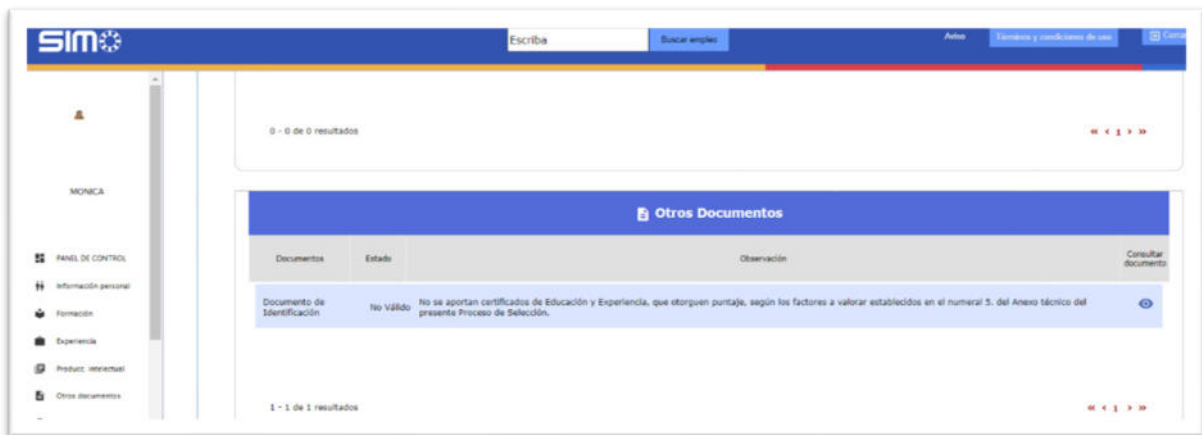 SIMO
Escriba
Buscar empleo
Aviso
Términos y condiciones de uso
Cerrar
0 - 0 de 0 resultados
« < 1 > »
MONICA
Otros Documentos
PANEL DE CONTROL
Información personal
Formación
Experiencia
Product. intelectual
Otros documentos
Documentos
Estado
Observación
Consultar
documento
Documento de
Identificación
No Válido
No se aportan certificados de Educación y Experiencia, que otorguen puntaje, según los factores a valorar establecidos en el numeral 5. del Anexo técnico del
presente Proceso de Selección.
1 - 1 de 1 resultados
« < 1 > »